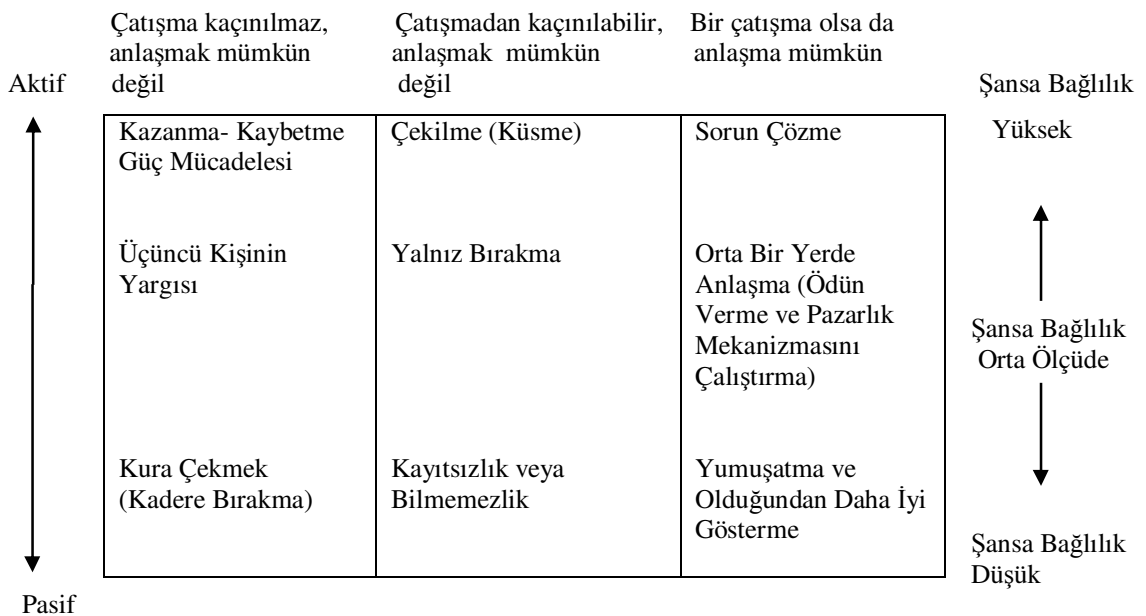 Çatışma kaçınılmaz,
anlaşmak mümkün
değil
Çatışmadan kaçınılabilir,
anlaşmak mümkün
değil
Bir çatışma olsa da
anlaşma mümkün
Aktif
Şansa Bağlılık
Yüksek
Kazanma- Kaybetme
Güç Mücadelesi
Çekilme (Küsme)
Sorun Çözme
Üçüncü Kişinin
Yargısı
Yalnız Bırakma
Orta Bir Yerde
Anlaşma (Ödün
Verme ve Pazarlık
Mekanizmasını
Çalıştırma)
Şansa Bağlılık
Orta Ölçüde
Kura Çekmek
(Kadere Bırakma)
Kayıtsızlık veya
Bilmemezlik
Yumuşatma ve
Olduğundan Daha İyi
Gösterme
Şansa Bağlılık
Düşük
Pasif